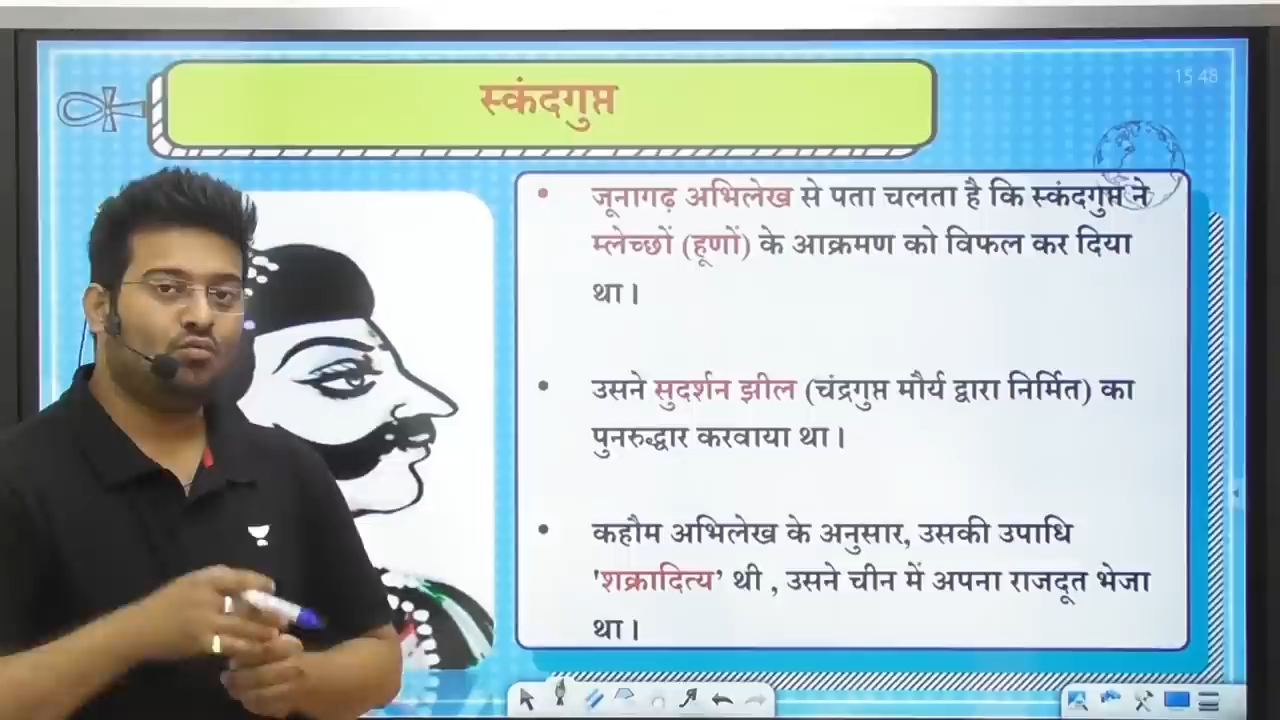 स्कंदगुप्त
15 48
• जूनागढ़ अभिलेख से पता चलता है कि स्कंदगुप्त ने
म्लेच्छों (हूणों) के आक्रमण को विफल कर दिया
था।
• उसने सुदर्शन झील (चंद्रगुप्त मौर्य द्वारा निर्मित) का
पुनरुद्धार करवाया था।
• कहौम अभिलेख के अनुसार, उसकी उपाधि
'शक्रादित्य’ थी , उसने चीन में अपना राजदूत भेजा
था।